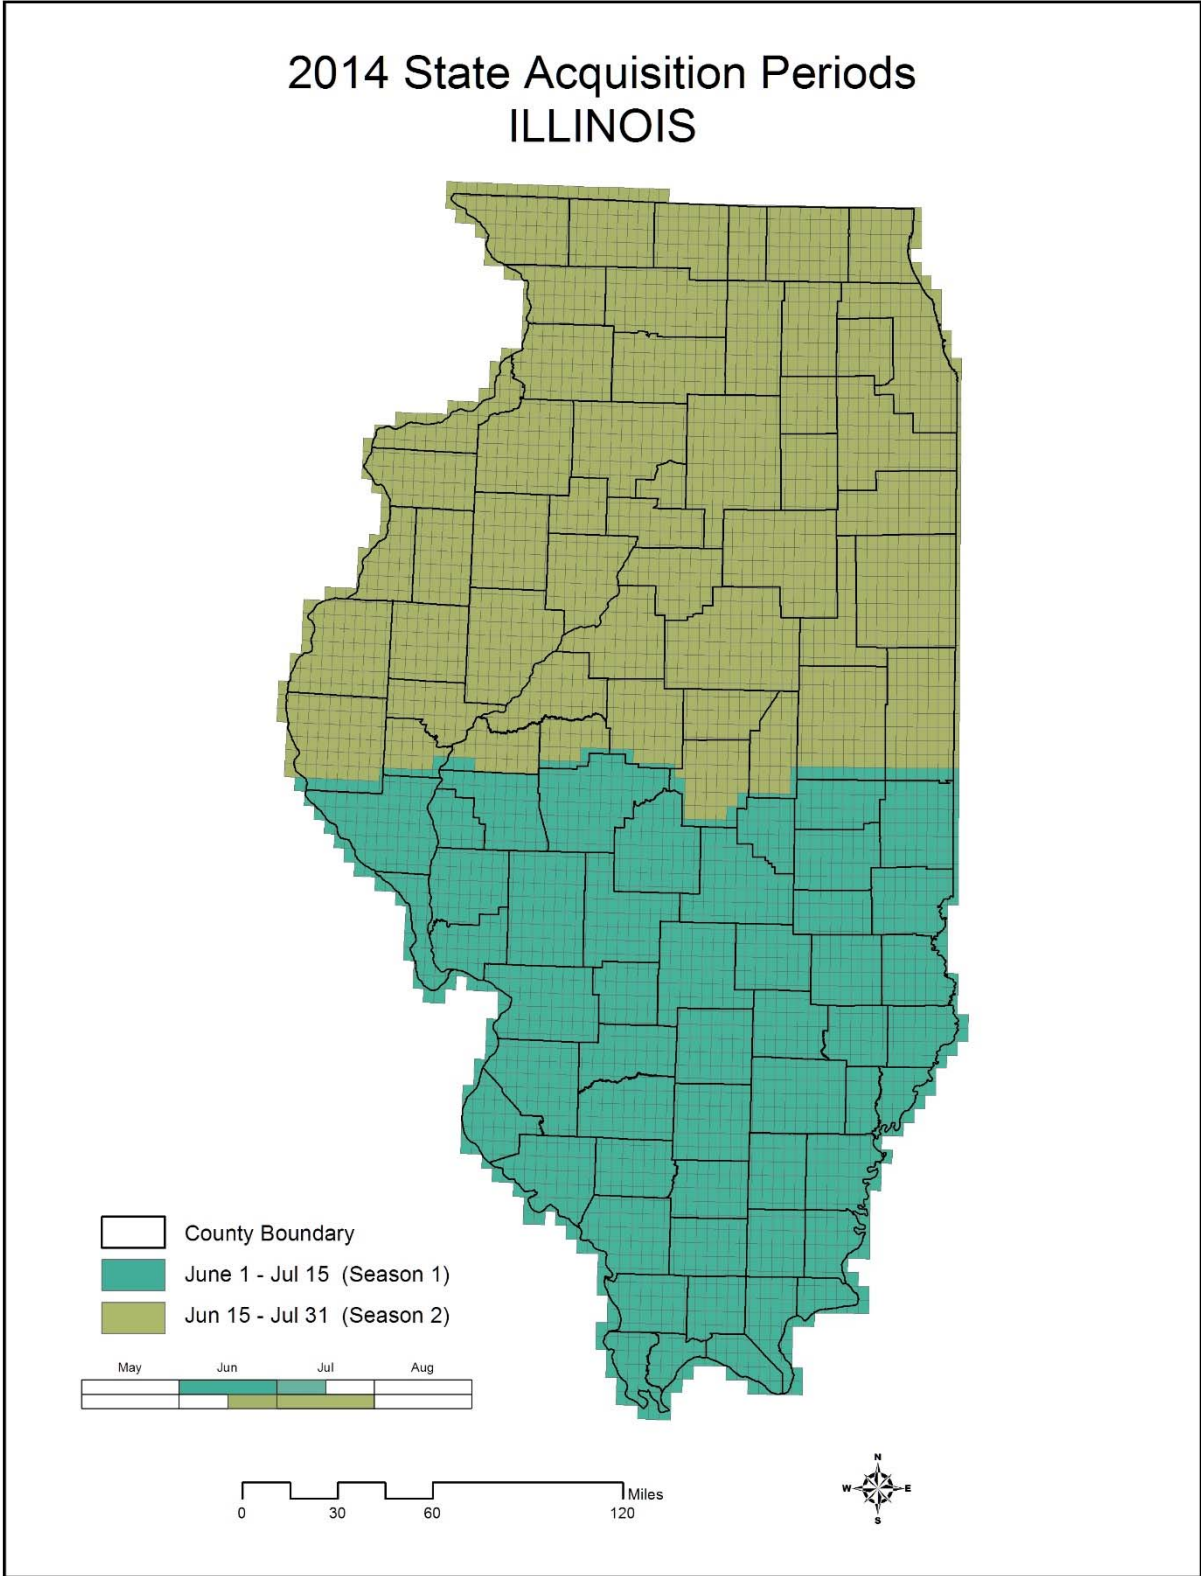 2014 State Acquisition Periods
ILLINOIS
County Boundary
June 1 - Jul 15 (Season 1)
Jun 15 - Jul 31 (Season 2)
May Jun Jul Aug
N
W E
S
Miles
0 30 60 120